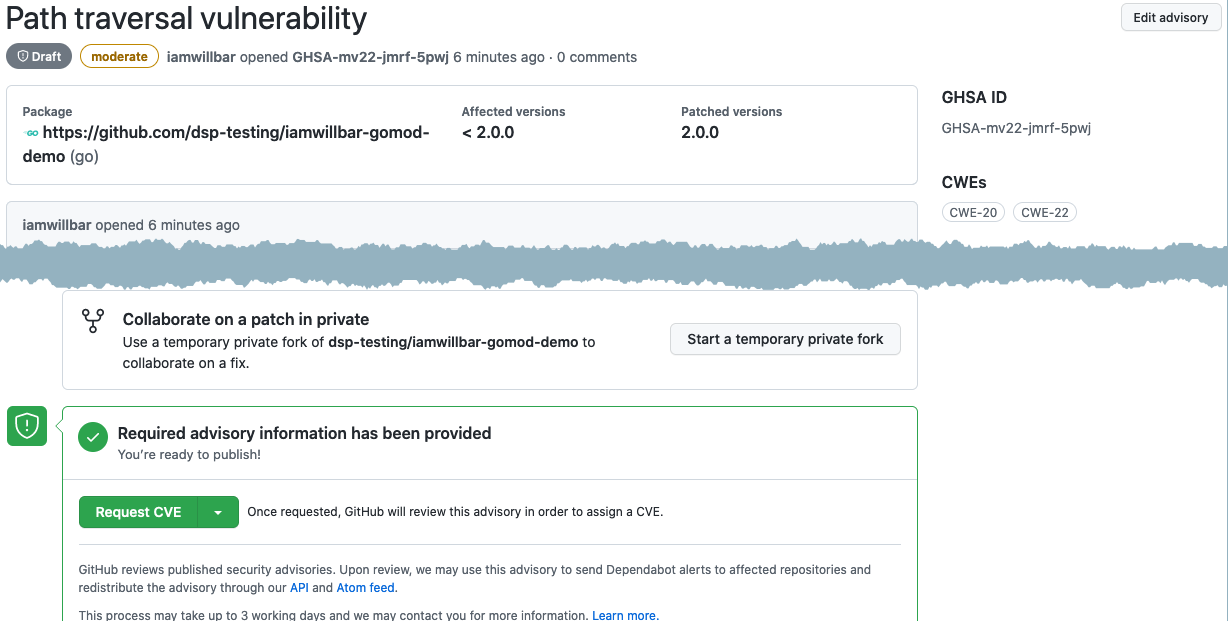 Path traversal vulnerability
Edit advisory
Draft moderate iamwillbar opened GHSA-mv22-jmrf-5pwj 6 minutes ago · 0 comments
Package
GO https://github.com/dsp-testing/iamwillbar-gomod-
demo (go)
Affected versions
< 2.0.0
Patched versions
2.0.0
GHSA ID
GHSA-mv22-jmrf-5pwj
CWEs
CWE-20 CWE-22
iamwillbar opened 6 minutes ago
Collaborate on a patch in private
Use a temporary private fork of dsp-testing/iamwillbar-gomod-demo to
collaborate on a fix.
Start a temporary private fork
Required advisory information has been provided
You're ready to publish!
Request CVE
Once requested, GitHub will review this advisory in order to assign a CVE.
GitHub reviews published security advisories. Upon review, we may use this advisory to send Dependabot alerts to affected repositories and
redistribute the advisory through our API and Atom feed.
This process may take up to 3 working days and we may contact you for more information. Learn more.